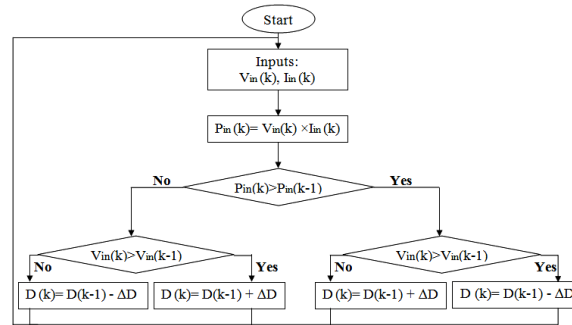 Start
Inputs:
Vin(k), Iin(k)
Pin(k)= Vin(k) ×Iin(k)
No
Yes
Pin(k)>Pin(k-1)
Vin(k)>Vin(k-1)
Vin(k)>Vin(k-1)
No
Yes
No
Yes
D (k)= D(k-1) - ΔD
D (k)= D(k-1) + ΔD
D (k)= D(k-1) + ΔD
D (k)= D(k-1) - ΔD